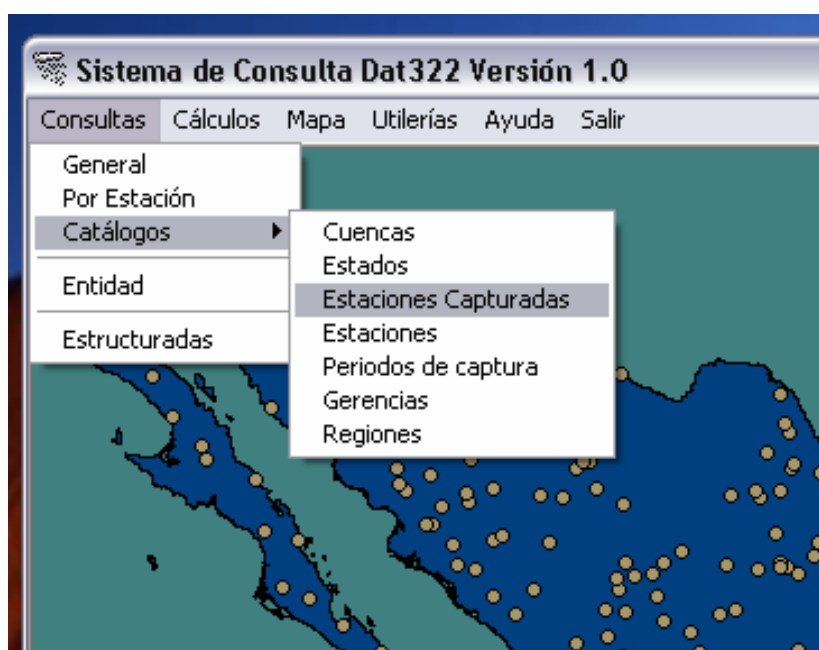 Sistema de Consulta Dat322 Versión 1.0
Consultas Cálculos Mapa Utilerías Ayuda Salir
General
Por Estación
Catálogos
Entidad
Estructuradas
Cuencas
Estados
Estaciones Capturadas
Estaciones
Periodos de captura
Gerencias
Regiones